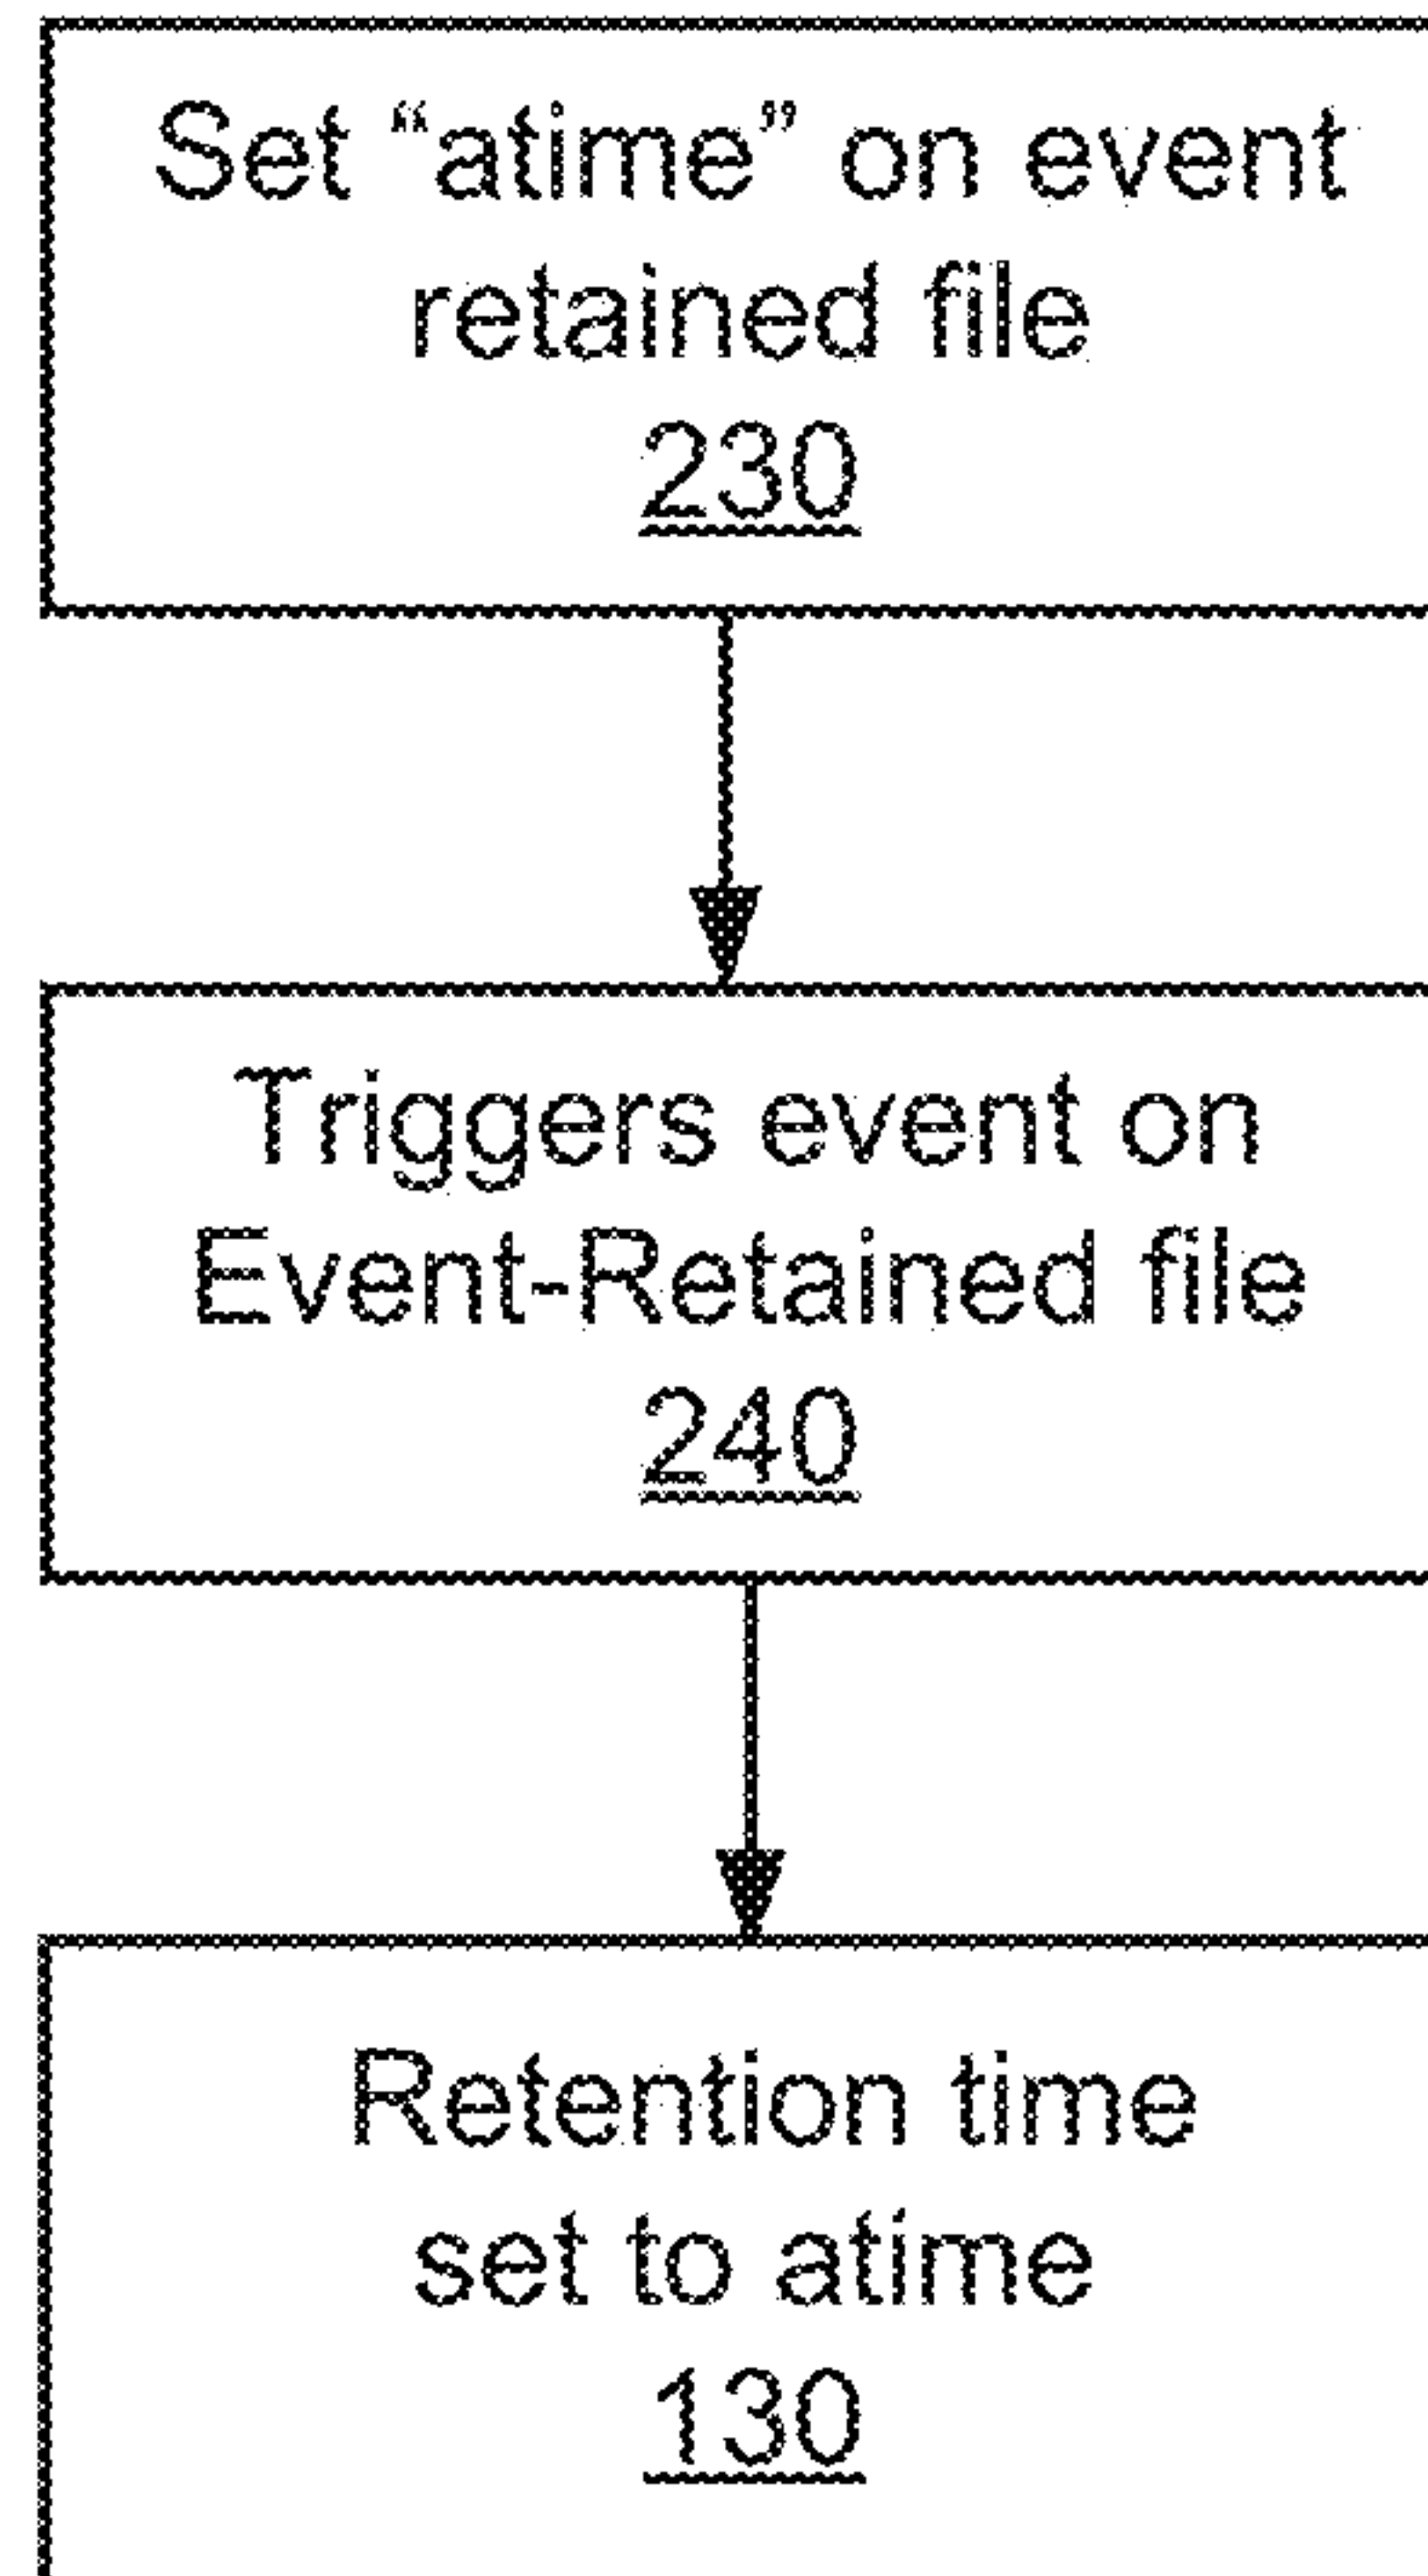 Set “atime” on event
retained file
230
Triggers event on
Event-Retained file
240
Retention time
set to atime
130